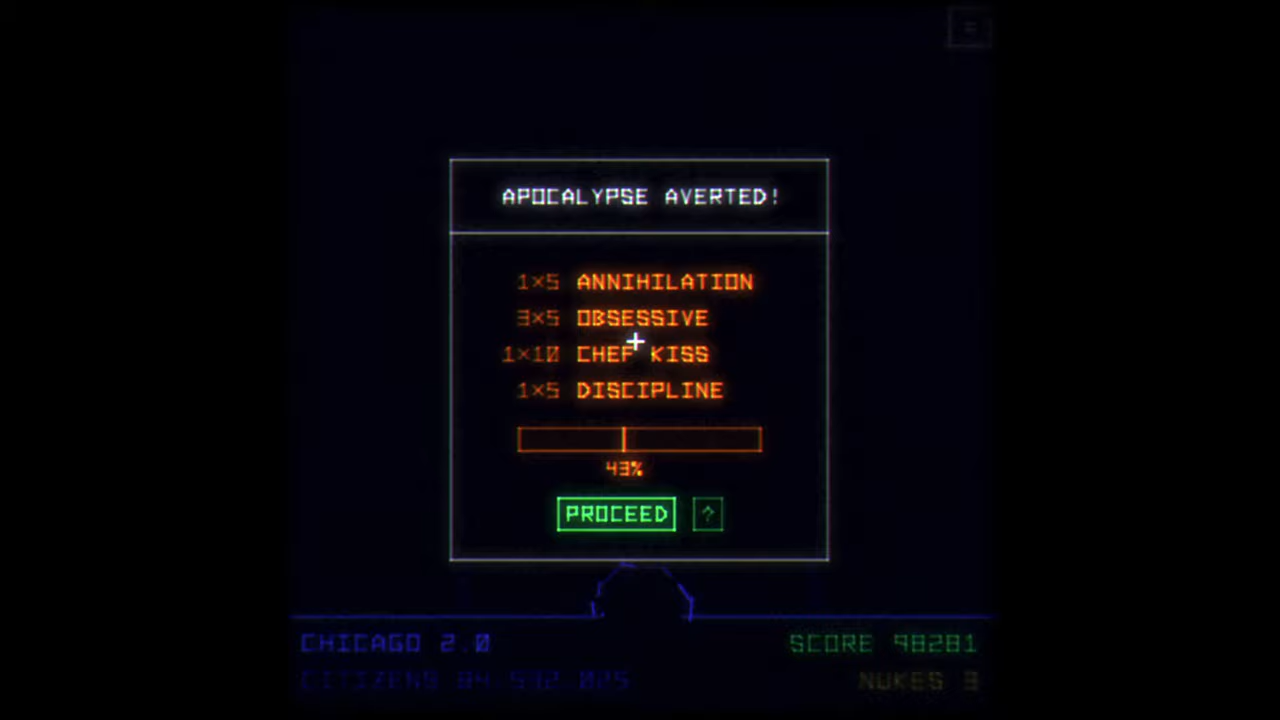 APOCALYPSE AVERTED!
1×5 ANNIHILATION
3×5 OBSESSIVE
1×10 CHEF KISS
1×5 DISCIPLINE
43%
PROCEED ?
CHICAGO 2.0 SCORE 98281
CITIZENS NUKES 3